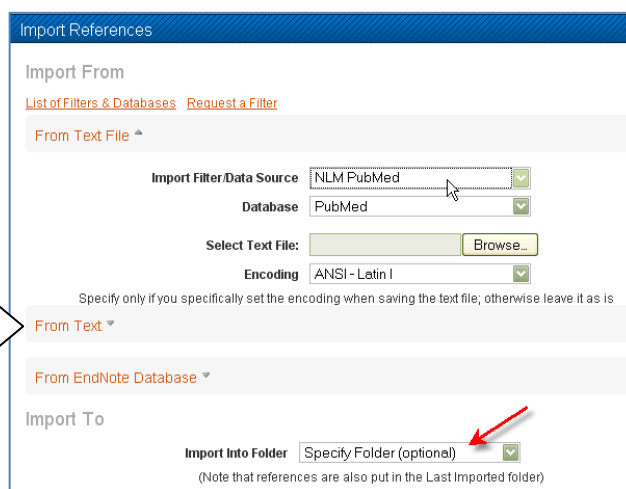 Import References
Import From
List of Filters & Databases Request a Filter
From Text File
Import Filter/Data Source NLM PubMed
Database PubMed
Select Text File: Browse...
Encoding ANSI - Latin I
Specify only if you specifically set the encoding when saving the text file; otherwise leave it as is
From Text
From EndNote Database
Import To
Import Into Folder Specify Folder (optional)
(Note that references are also put in the Last Imported folder)